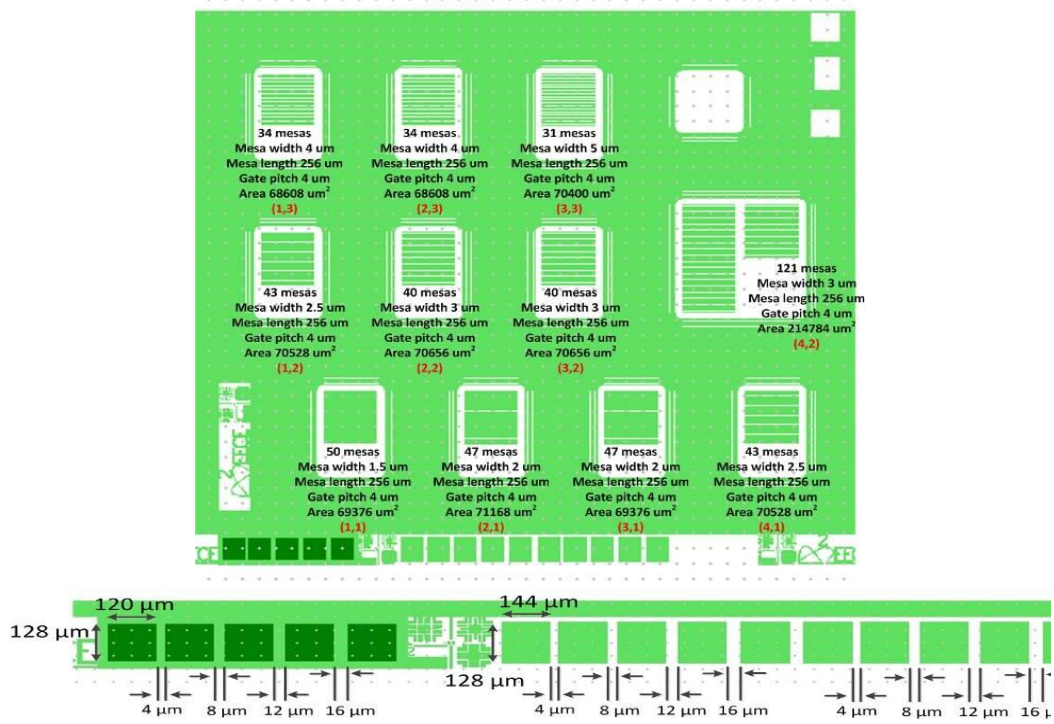 34 mesas
Mesa width 4 um
Mesa length 256 um
Gate pitch 4 um
Area 68608 um²
(1,3)
34 mesas
Mesa width 4 um
Mesa length 256 um
Gate pitch 4 um
Area 68608 um²
(2,3)
31 mesas
Mesa width 5 um
Mesa length 256 um
Gate pitch 4 um
Area 70400 um²
(3,3)
43 mesas
Mesa width 2.5 um
Mesa length 256 um
Gate pitch 4 um
Area 70528 um²
(1,2)
40 mesas
Mesa width 3 um
Mesa length 256 um
Gate pitch 4 um
Area 70656 um²
(2,2)
40 mesas
Mesa width 3 um
Mesa length 256 um
Gate pitch 4 um
Area 70656 um²
(3,2)
121 mesas
Mesa width 3 um
Mesa length 256 um
Gate pitch 4 um
Area 214784 um²
(4,2)
50 mesas
Mesa width 1.5 um
Mesa length 256 um
Gate pitch 4 um
Area 69376 um²
(1,1)
47 mesas
Mesa width 2 um
Mesa length 256 um
Gate pitch 4 um
Area 71168 um²
(2,1)
47 mesas
Mesa width 2 um
Mesa length 256 um
Gate pitch 4 um
Area 69376 um²
(3,1)
43 mesas
Mesa width 2.5 um
Mesa length 256 um
Gate pitch 4 um
Area 70528 um²
(4,1)
120 µm
144 µm
128 µm
128 µm
4 µm 8 µm 12 µm 16 µm
4 µm 8 µm 12 µm 16 µ